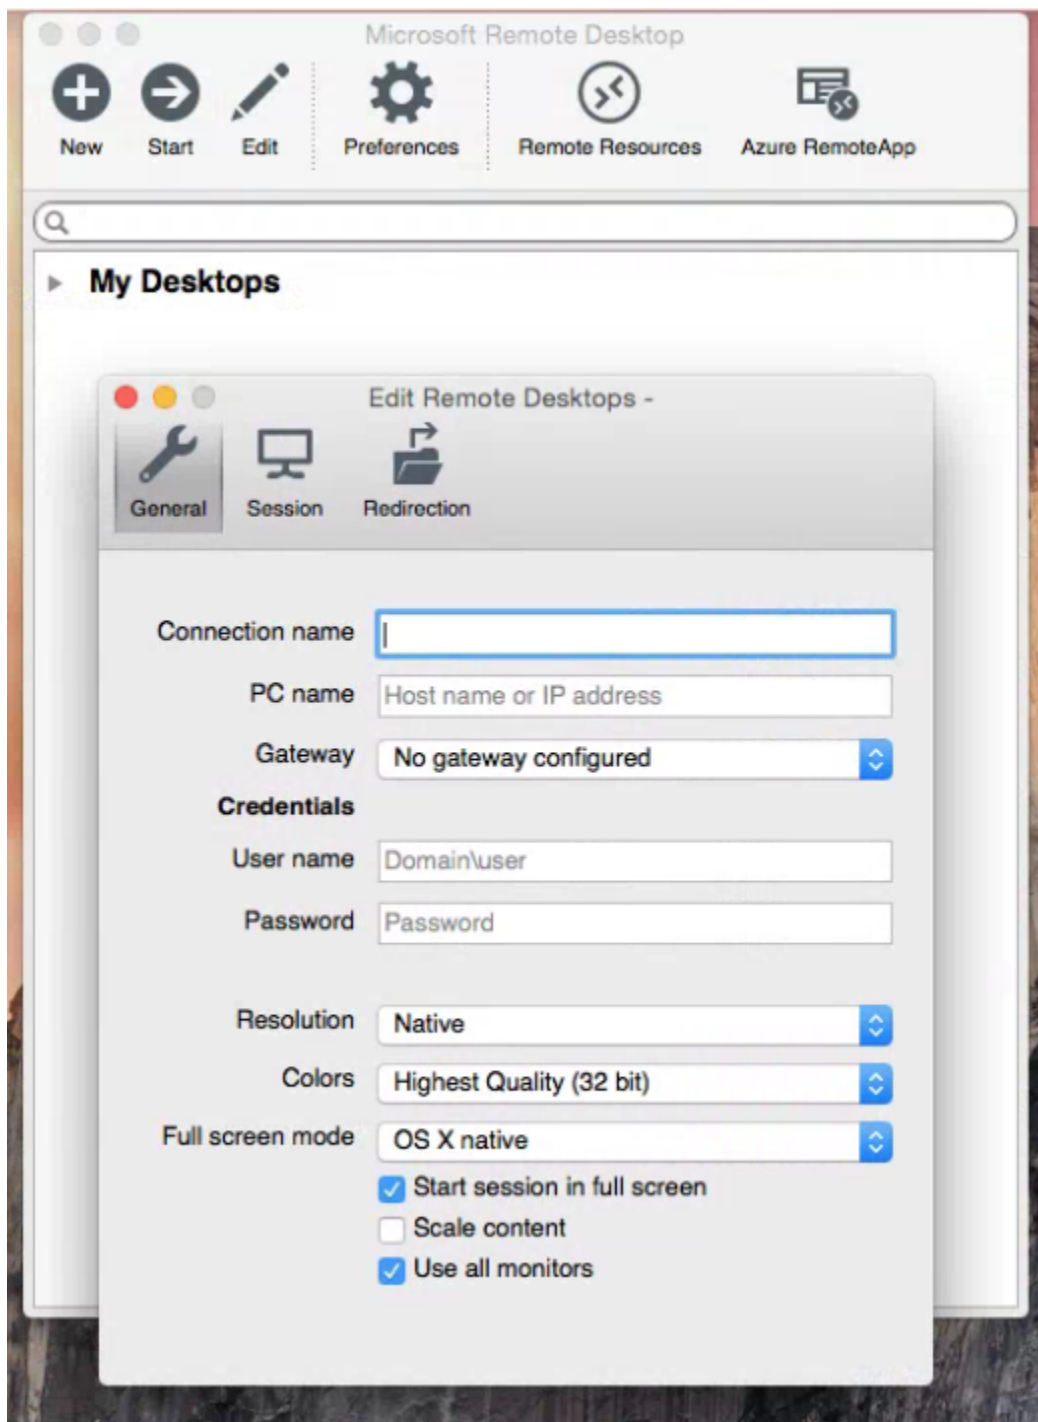 Microsoft Remote Desktop
New Start Edit Preferences Remote Resources Azure RemoteApp
My Desktops
Edit Remote Desktops -
General Session Redirection
Connection name
PC name Host name or IP address
Gateway No gateway configured
Credentials
User name Domain\user
Password Password
Resolution Native
Colors Highest Quality (32 bit)
Full screen mode OS X native
Start session in full screen
Scale content
Use all monitors